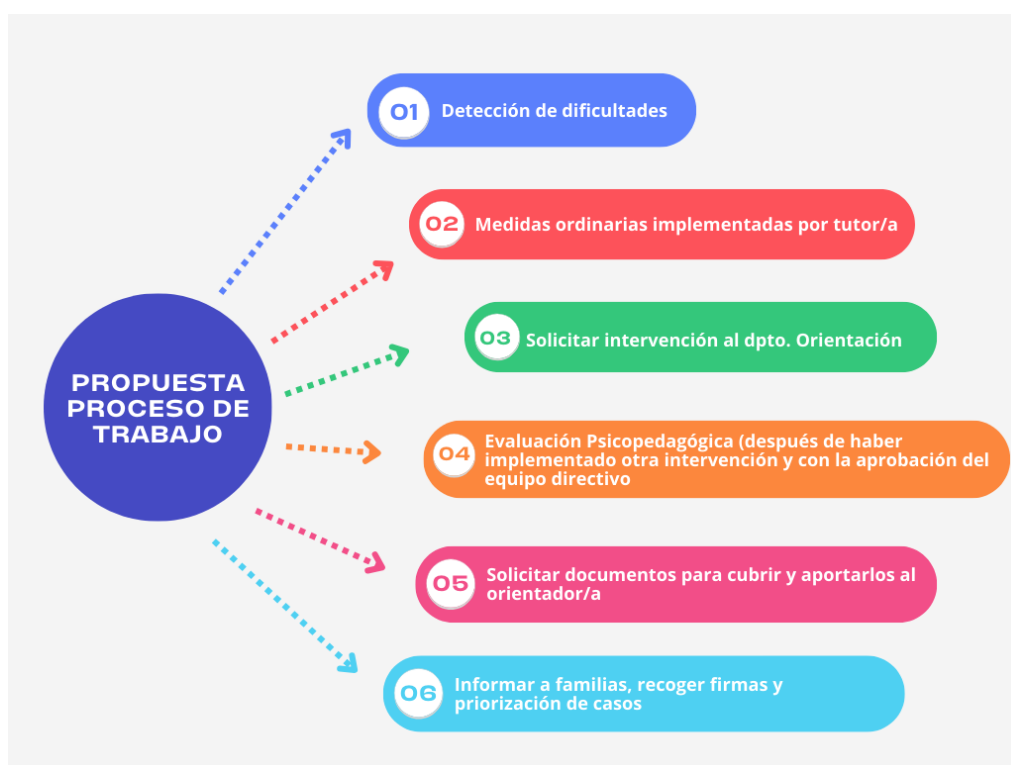 01
Detección de dificultades
02
Medidas ordinarias implementadas por tutor/a
03
Solicitar intervención al dpto. Orientación
PROPUESTA
PROCESO DE
TRABAJO
04
Evaluación Psicopedagógica (después de haber
implementado otra intervención y con la aprobación del
equipo directivo
05
Solicitar documentos para cubrir y aportarlos al
orientador/a
06
Informar a familias, recoger firmas y
priorización de casos